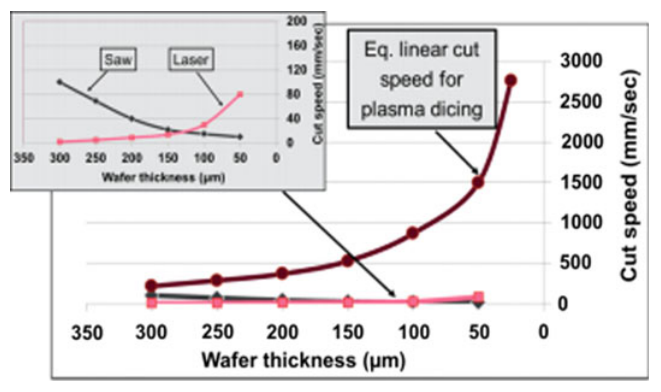 200
160
120
80
40
0
Cut speed (mm/sec)
Saw
Laser
350 300 250 200 150 100 50 0
Wafer thickness (µm)
Eq. linear cut
speed for
plasma dicing
3000
2500
2000
1500
1000
500
0
Cut speed (mm/sec)
350 300 250 200 150 100 50 0
Wafer thickness (µm)